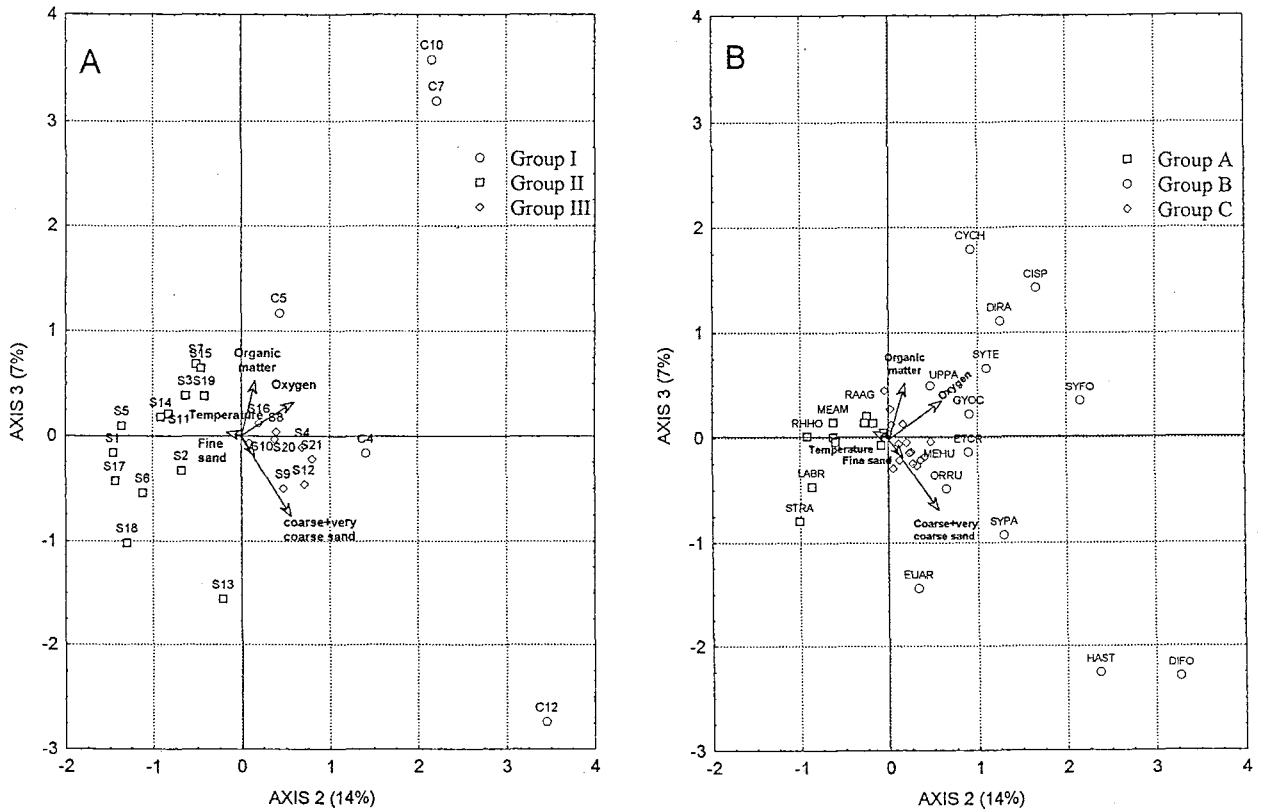 A
4
3
2
1
0
-1
-2
-3
-2
-1
0
1
2
3
4
AXIS 3 (7%)
AXIS 2 (14%)
Group I
Group II
Group III
C10
C7
C5
S7
S15
Organic
matter
S3 S19
Oxygen
S14
S11
Temperature
S16
S8
S5
S1
Fine
sand
S10 S20
S4
S21
C4
S17
S2
S6
S9
S12
S18
coarse+very
coarse sand
S13
C12
B
4
3
2
1
0
-1
-2
-3
-2
-1
0
1
2
3
4
AXIS 3 (7%)
AXIS 2 (14%)
Group A
Group B
Group C
CYCH
CISP
DIRA
SYTE
Organic
matter
UPPA
Oxygen
SYFO
RAAG
MEAM
GYOC
RHHO
ETCR
Temperature
Fine sand
MEHU
LABR
ORRU
STRA
Coarse+very
coarse sand
SYPA
EUAR
HAST
DIFO